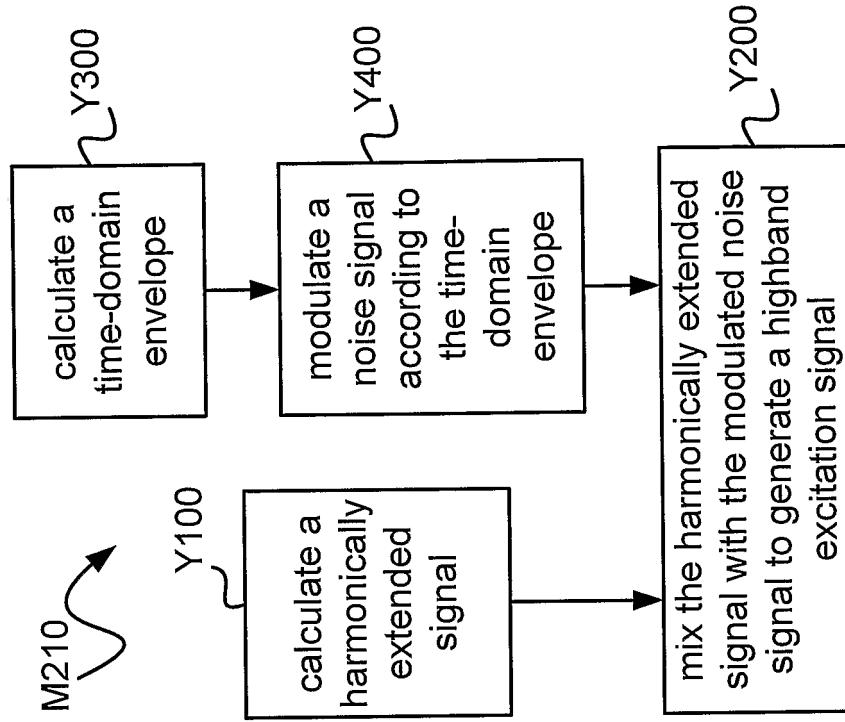 M210
Y300
calculate a
time-domain
envelope
Y100
calculate a
harmonically
extended
signal
Y400
modulate a
noise signal
according to
the time-
domain
envelope
Y200
mix the harmonically extended
signal with the modulated noise
signal to generate a highband
excitation signal